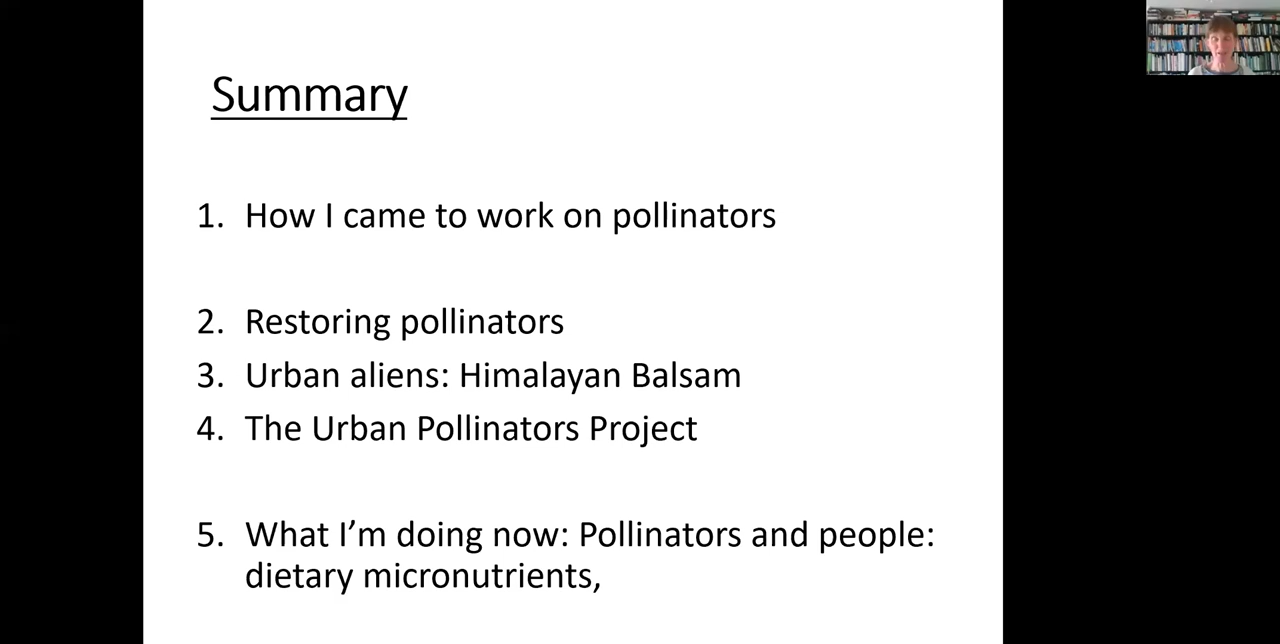 Summary
1. How I came to work on pollinators
2. Restoring pollinators
3. Urban aliens: Himalayan Balsam
4. The Urban Pollinators Project
5. What I’m doing now: Pollinators and people:
dietary micronutrients,